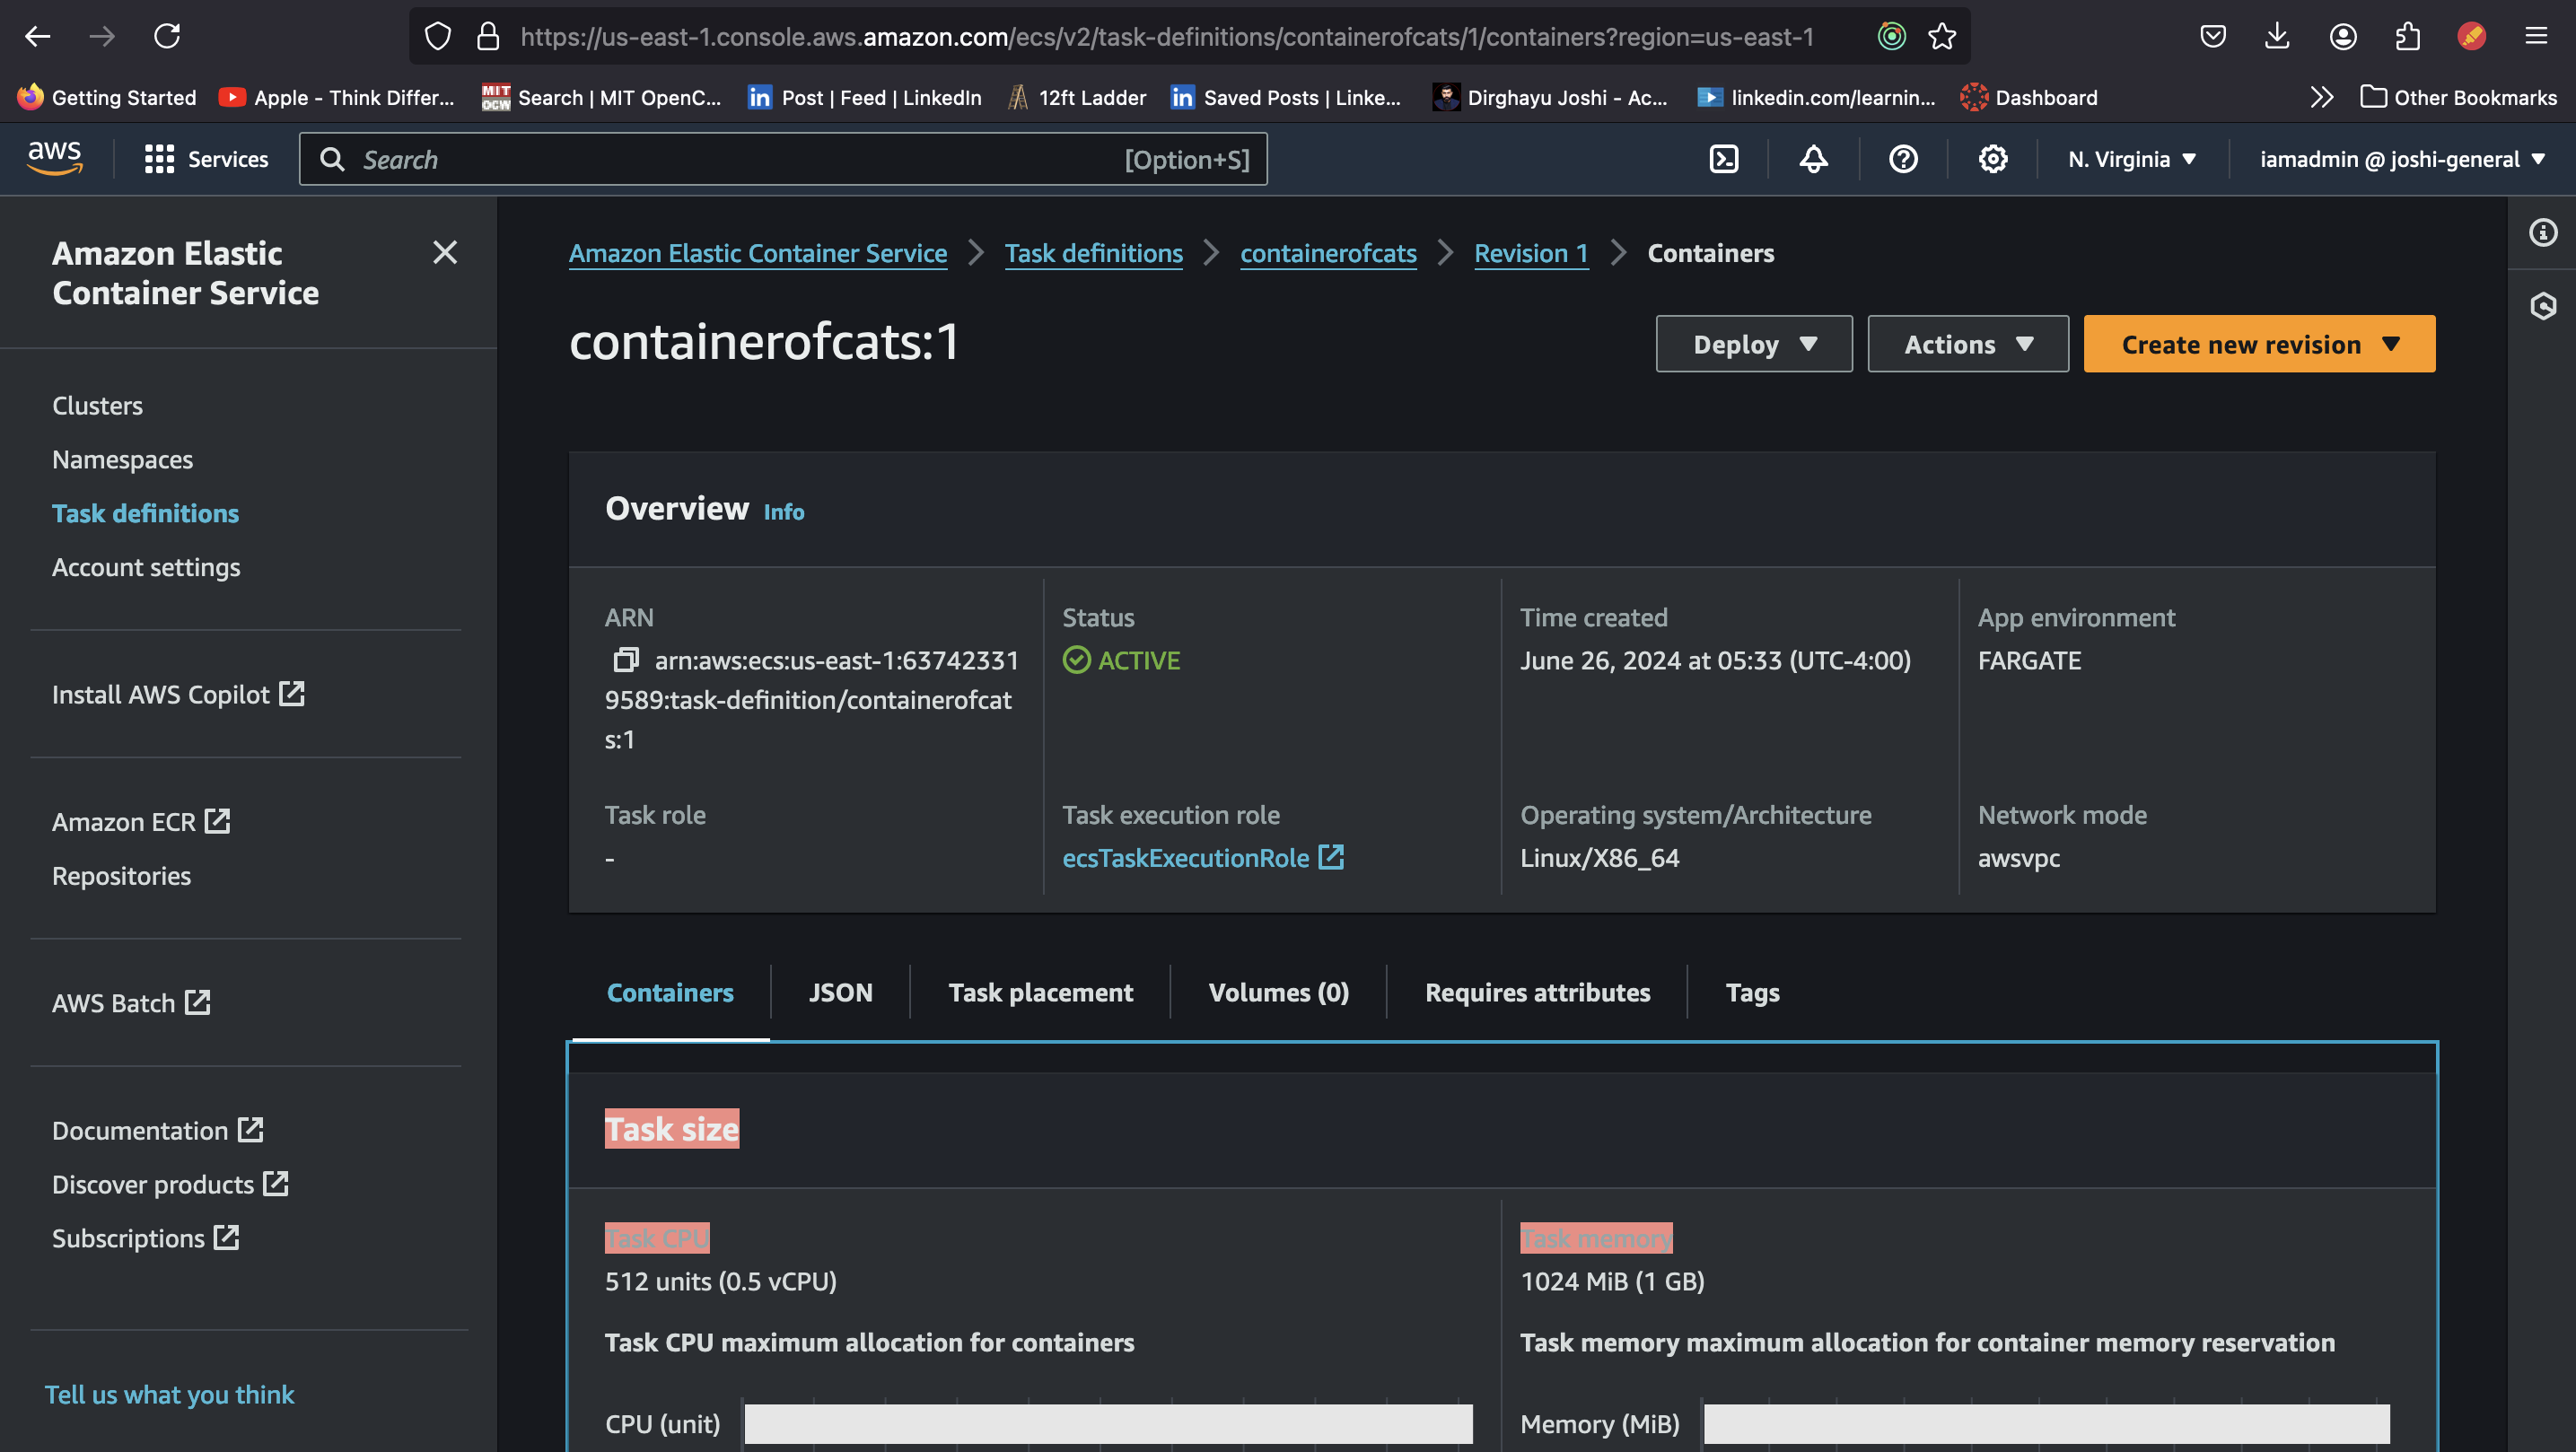 https://us-east-1.console.aws.amazon.com/ecs/v2/task-definitions/containerofcats/1/containers?region=us-east-1
Getting Started
Apple - Think Differ...
MIT OCW Search | MIT OpenC...
in Post | Feed | LinkedIn
12ft Ladder
in Saved Posts | Linke...
Dirghayu Joshi - Ac...
linkedin.com/learnin...
Dashboard
Other Bookmarks
aws
Services
Search
[Option+S]
N. Virginia
iamadmin @ joshi-general
Amazon Elastic
Container Service
Clusters
Namespaces
Task definitions
Account settings
Install AWS Copilot
Amazon ECR
Repositories
AWS Batch
Documentation
Discover products
Subscriptions
Tell us what you think
Amazon Elastic Container Service
Task definitions
containerofcats
Revision 1
Containers
containerofcats:1
Deploy
Actions
Create new revision
Overview Info
ARN
arn:aws:ecs:us-east-1:63742331
9589:task-definition/containerofcat
s:1
Status
ACTIVE
Time created
June 26, 2024 at 05:33 (UTC-4:00)
App environment
FARGATE
Task role
-
Task execution role
ecsTaskExecutionRole
Operating system/Architecture
Linux/X86_64
Network mode
awsvpc
Containers
JSON
Task placement
Volumes (0)
Requires attributes
Tags
Task size
Task CPU
512 units (0.5 vCPU)
Task CPU maximum allocation for containers
CPU (unit)
Task memory
1024 MiB (1 GB)
Task memory maximum allocation for container memory reservation
Memory (MiB)